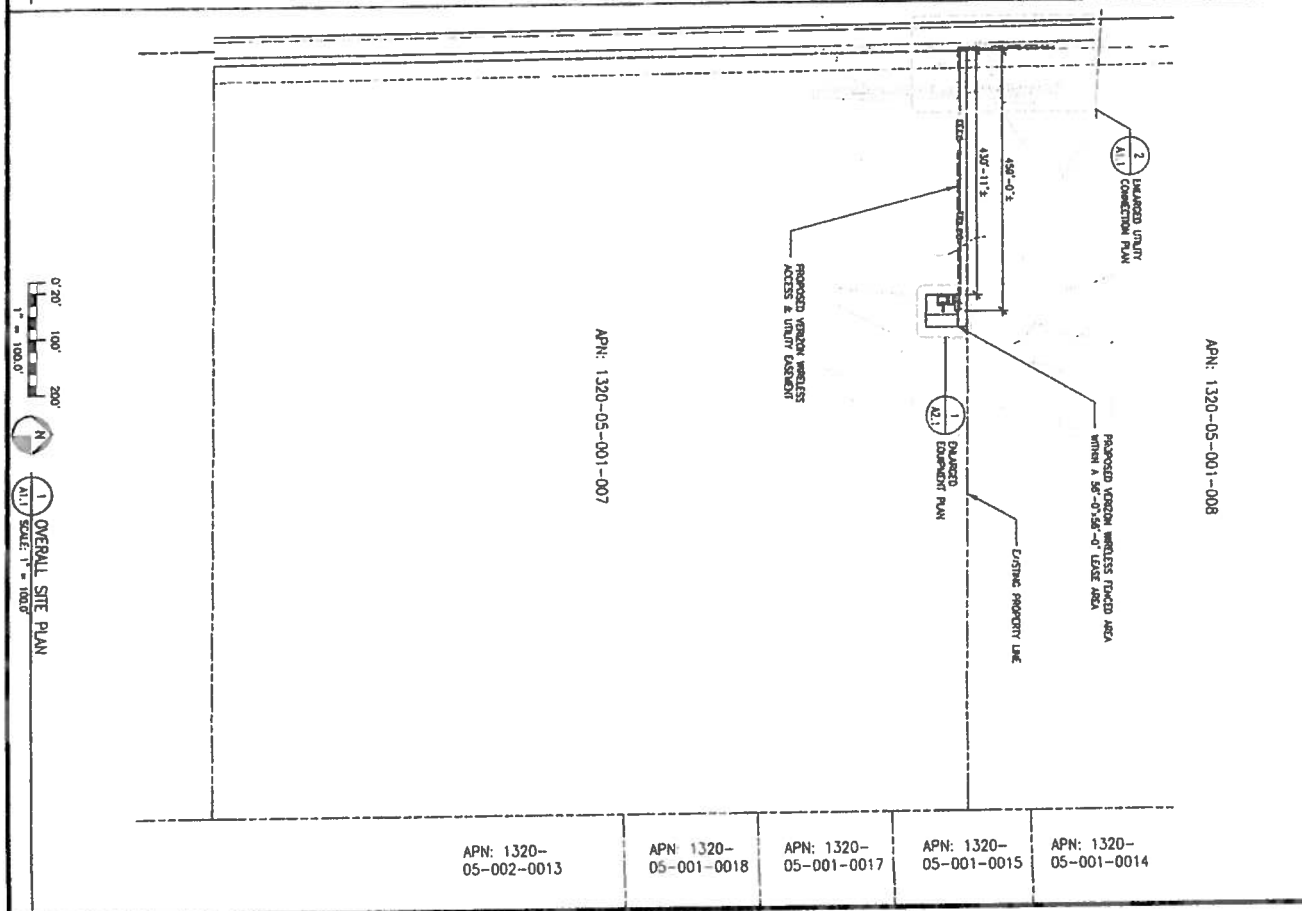 2
A1.1
ENLARGED UTILITY
CONNECTION PLAN
459'-0"±
430'-11"±
APN: 1320-05-001-008
PROPOSED VERIZON WIRELESS
ACCESS & UTILITY EASEMENT
PROPOSED VERIZON WIRELESS FENCED AREA
WITHIN A 56'-0"x56'-0" LEASE AREA
1
A2.1
ENLARGED
EQUIPMENT PLAN
EXISTING PROPERTY LINE
APN: 1320-05-001-007
0' 20' 100' 200'
1" = 100.0'
N
1
A1.1
OVERALL SITE PLAN
SCALE: 1" = 100.0'
APN: 1320-
05-002-0013
APN: 1320-
05-001-0018
APN: 1320-
05-001-0017
APN: 1320-
05-001-0015
APN: 1320-
05-001-0014